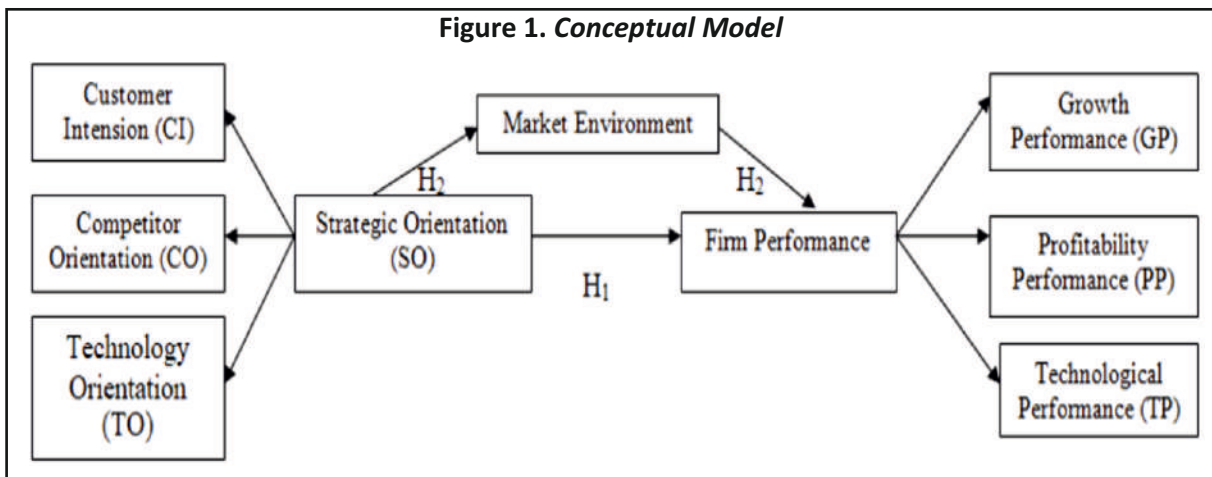 Figure 1. Conceptual Model
Customer
Intension (CI)
Competitor
Orientation (CO)
Technology
Orientation
(TO)
Strategic Orientation
(SO)
Market Environment
H₂
H₂
H₁
Firm Performance
Growth
Performance (GP)
Profitability
Performance (PP)
Technological
Performance (TP)